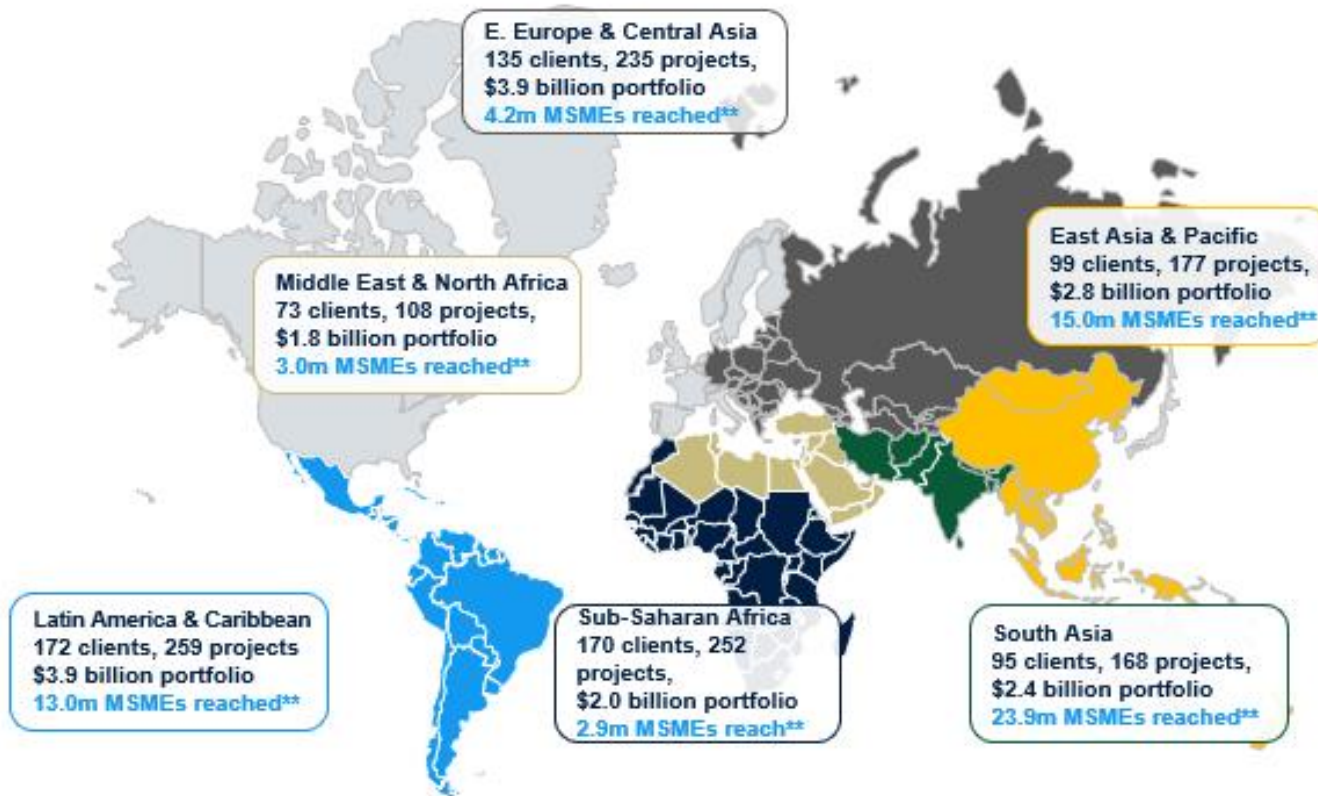 E. Europe & Central Asia
135 clients, 235 projects,
$3.9 billion portfolio
4.2m MSMEs reached**
East Asia & Pacific
99 clients, 177 projects,
$2.8 billion portfolio
15.0m MSMEs reached**
Middle East & North Africa
73 clients, 108 projects,
$1.8 billion portfolio
3.0m MSMEs reached**
Latin America & Caribbean
172 clients, 259 projects
$3.9 billion portfolio
13.0m MSMEs reached**
Sub-Saharan Africa
170 clients, 252
projects,
$2.0 billion portfolio
2.9m MSMEs reach**
South Asia
95 clients, 168 projects,
$2.4 billion portfolio
23.9m MSMEs reached**